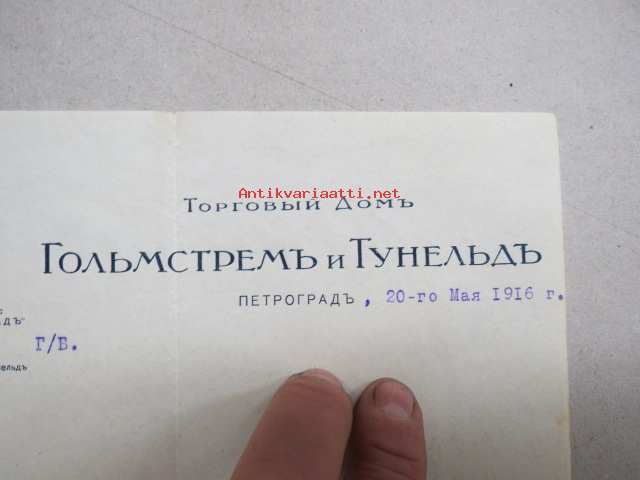 Antikvariaatti.net
Торговый Домъ
Гольмстремъ и Тунельдъ
ПЕТРОГРАДЪ, 20-го Мая 1916 г.
Г/Б.